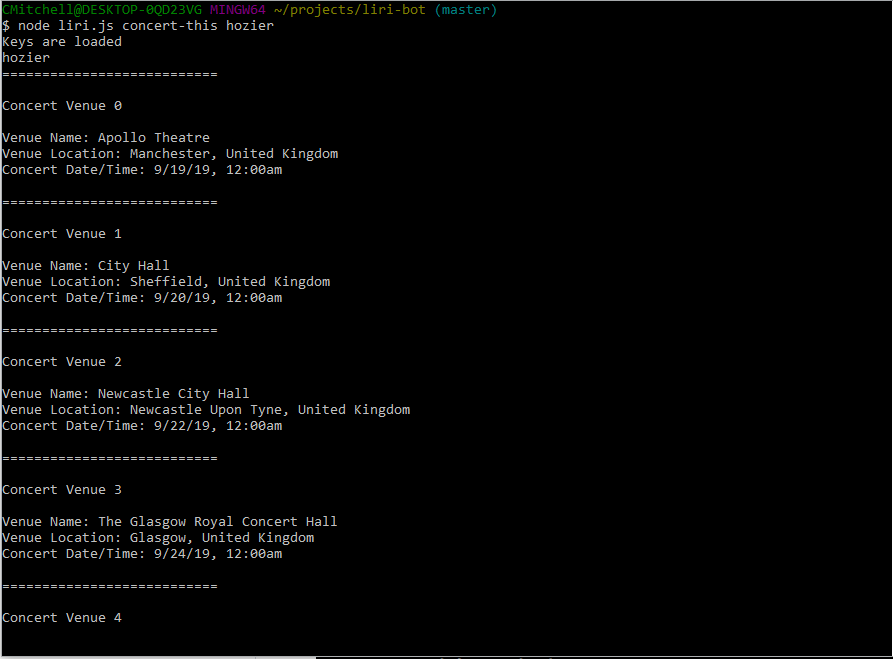 CMitchell@DESKTOP-0QD23VG MINGW64 ~/projects/liri-bot (master)
$ node liri.js concert-this hozier
Keys are loaded
hozier
===========================
Concert Venue 0
Venue Name: Apollo Theatre
Venue Location: Manchester, United Kingdom
Concert Date/Time: 9/19/19, 12:00am
===========================
Concert Venue 1
Venue Name: City Hall
Venue Location: Sheffield, United Kingdom
Concert Date/Time: 9/20/19, 12:00am
===========================
Concert Venue 2
Venue Name: Newcastle City Hall
Venue Location: Newcastle Upon Tyne, United Kingdom
Concert Date/Time: 9/22/19, 12:00am
===========================
Concert Venue 3
Venue Name: The Glasgow Royal Concert Hall
Venue Location: Glasgow, United Kingdom
Concert Date/Time: 9/24/19, 12:00am
===========================
Concert Venue 4